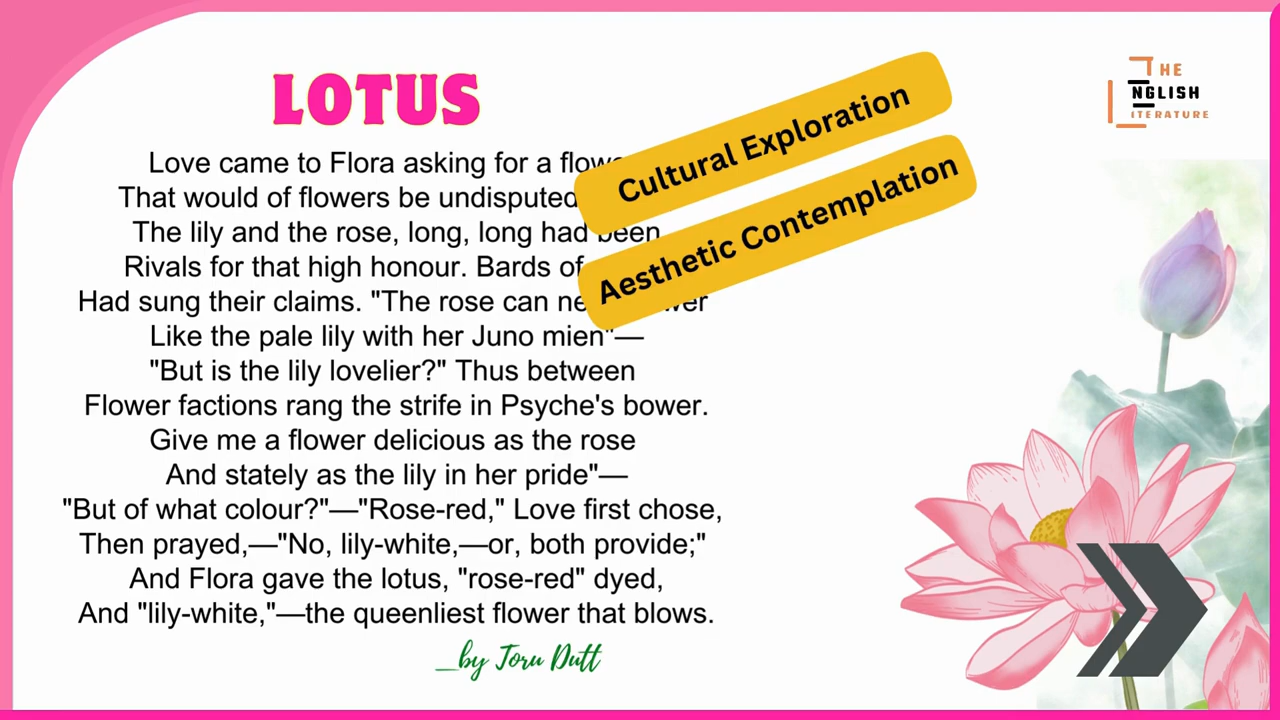 LOTUS
Love came to Flora asking for a
That would of flowers be undisputed
The lily and the rose, long, long had been
Rivals for that high honour. Bards of
Had sung their claims. "The rose can
Like the pale lily with her Juno mien"—
"But is the lily lovelier?" Thus between
Flower factions rang the strife in Psyche's bower.
Give me a flower delicious as the rose
And stately as the lily in her pride"—
"But of what colour?"—"Rose-red," Love first chose,
Then prayed,—"No, lily-white,—or, both provide;"
And Flora gave the lotus, "rose-red" dyed,
And "lily-white,"—the queenliest flower that blows.
_by Toru Dutt
Cultural Exploration
Aesthetic Contemplation
THE
ENGLISH
LITERATURE